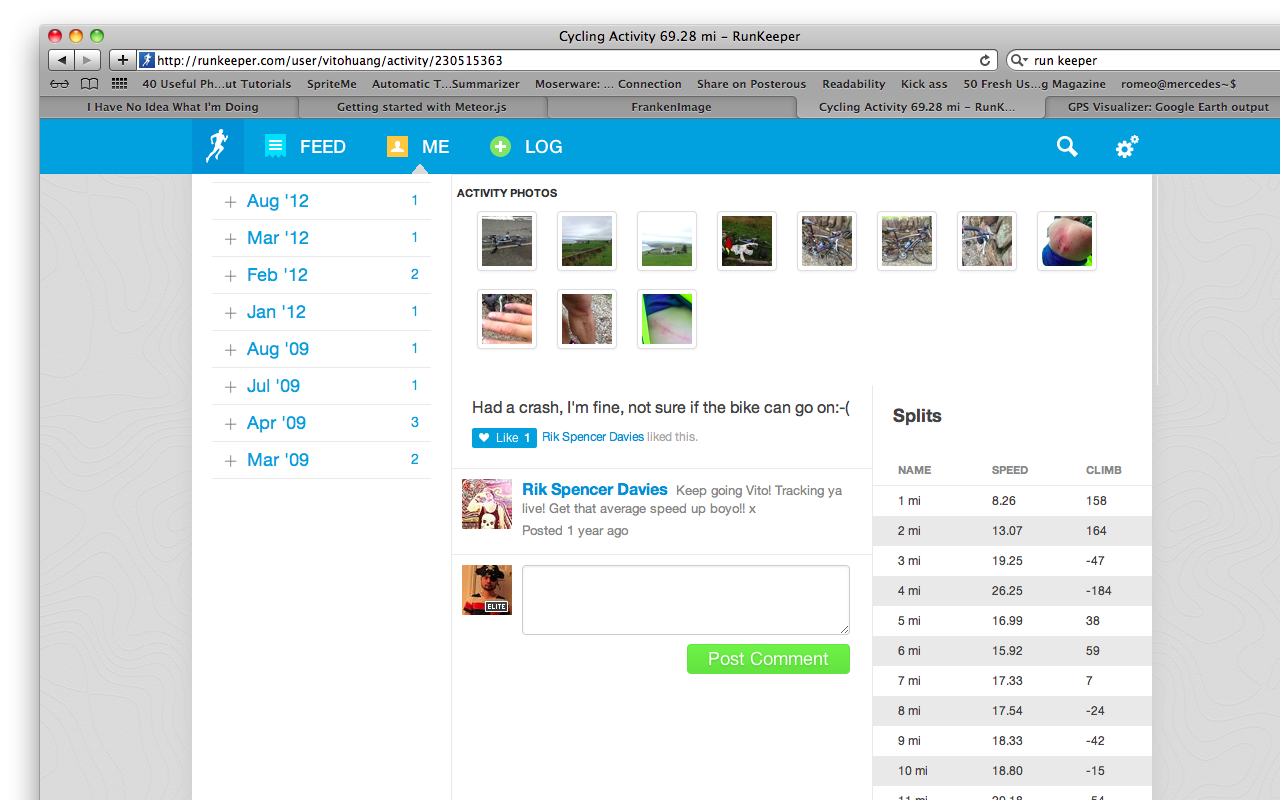 Cycling Activity 69.28 mi – RunKeeper
http://runkeeper.com/user/vitohuang/activity/230515363
run keeper
40 Useful Ph...ut Tutorials SpriteMe Automatic T...Summarizer Moserware: ... Connection Share on Posterous Readability Kick ass 50 Fresh Us...g Magazine romeo@mercedes~$
I Have No Idea What I'm Doing Getting started with Meteor.js FrankenImage Cycling Activity 69.28 mi – RunK... GPS Visualizer: Google Earth output
FEED ME LOG
Aug '12 1
Mar '12 1
Feb '12 2
Jan '12 1
Aug '09 1
Jul '09 1
Apr '09 3
Mar '09 2
ACTIVITY PHOTOS
Had a crash, I'm fine, not sure if the bike can go on:-(
Like 1 Rik Spencer Davies liked this.
Rik Spencer Davies Keep going Vito! Tracking ya
live! Get that average speed up boyo!! x
Posted 1 year ago
ELITE
Post Comment
Splits
NAME SPEED CLIMB
1 mi 8.26 158
2 mi 13.07 164
3 mi 19.25 -47
4 mi 26.25 -184
5 mi 16.99 38
6 mi 15.92 59
7 mi 17.33 7
8 mi 17.54 -24
9 mi 18.33 -42
10 mi 18.80 -15
11 mi 20.18 -54